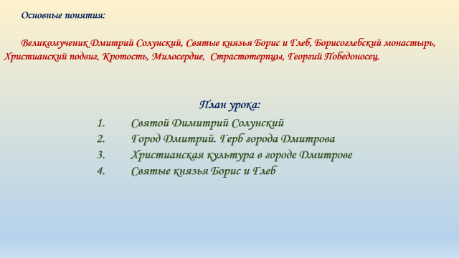 Основные понятия:
Великомученик Дмитрий Солунский, Святые князья Борис и Глеб, Борисоглебский монастырь,
Христианский подвиг, Кротость, Милосердие, Страстотерпцы, Георгий Победоносец.
План урока:
1. Святой Димитрий Солунский
2. Город Дмитрий. Герб города Дмитрова
3. Христианская культура в городе Дмитрове
4. Святые князья Борис и Глеб